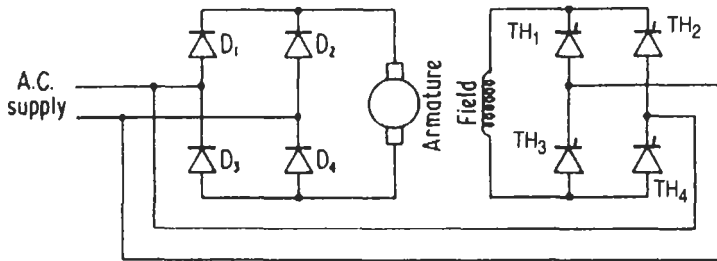 A.C.
supply
D₁
D₂
D₃
D₄
Armature
Field
TH₁
TH₂
TH₃
TH₄